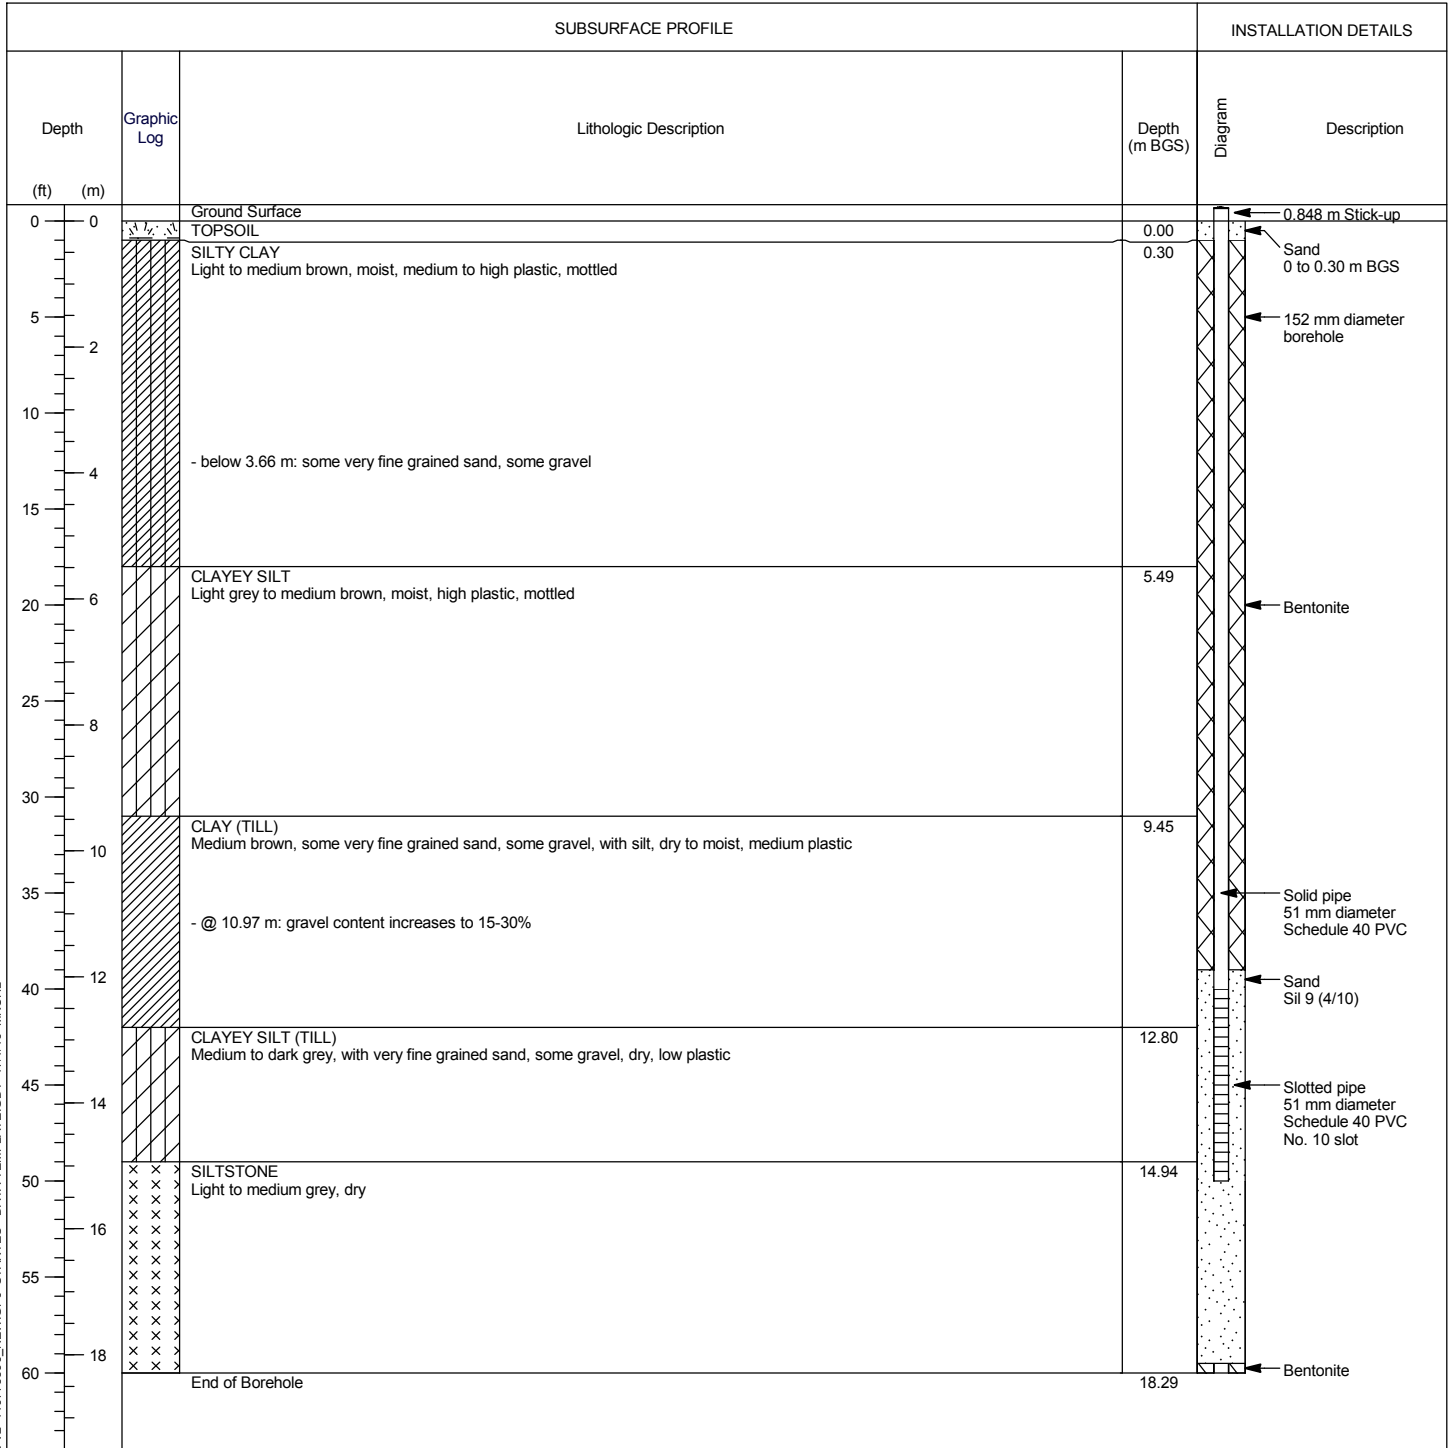 SUBSURFACE PROFILE
INSTALLATION DETAILS
Depth
Graphic
Log
Lithologic Description
Depth
(m BGS)
Diagram
Description
(ft)
(m)
Ground Surface
0.848 m Stick-up
0
0
TOPSOIL
0.00
SILTY CLAY
0.30
Sand
0 to 0.30 m BGS
Light to medium brown, moist, medium to high plastic, mottled
5
152 mm diameter
borehole
2
10
- below 3.66 m: some very fine grained sand, some gravel
4
15
CLAYEY SILT
5.49
Light grey to medium brown, moist, high plastic, mottled
20
6
Bentonite
25
8
30
CLAY (TILL)
9.45
Medium brown, some very fine grained sand, some gravel, with silt, dry to moist, medium plastic
10
35
Solid pipe
51 mm diameter
Schedule 40 PVC
- @ 10.97 m: gravel content increases to 15-30%
12
40
Sand
Sil 9 (4/10)
CLAYEY SILT (TILL)
12.80
Medium to dark grey, with very fine grained sand, some gravel, dry, low plastic
45
14
Slotted pipe
51 mm diameter
Schedule 40 PVC
No. 10 slot
SILTSTONE
14.94
Light to medium grey, dry
50
16
55
18
60
Bentonite
End of Borehole
18.29